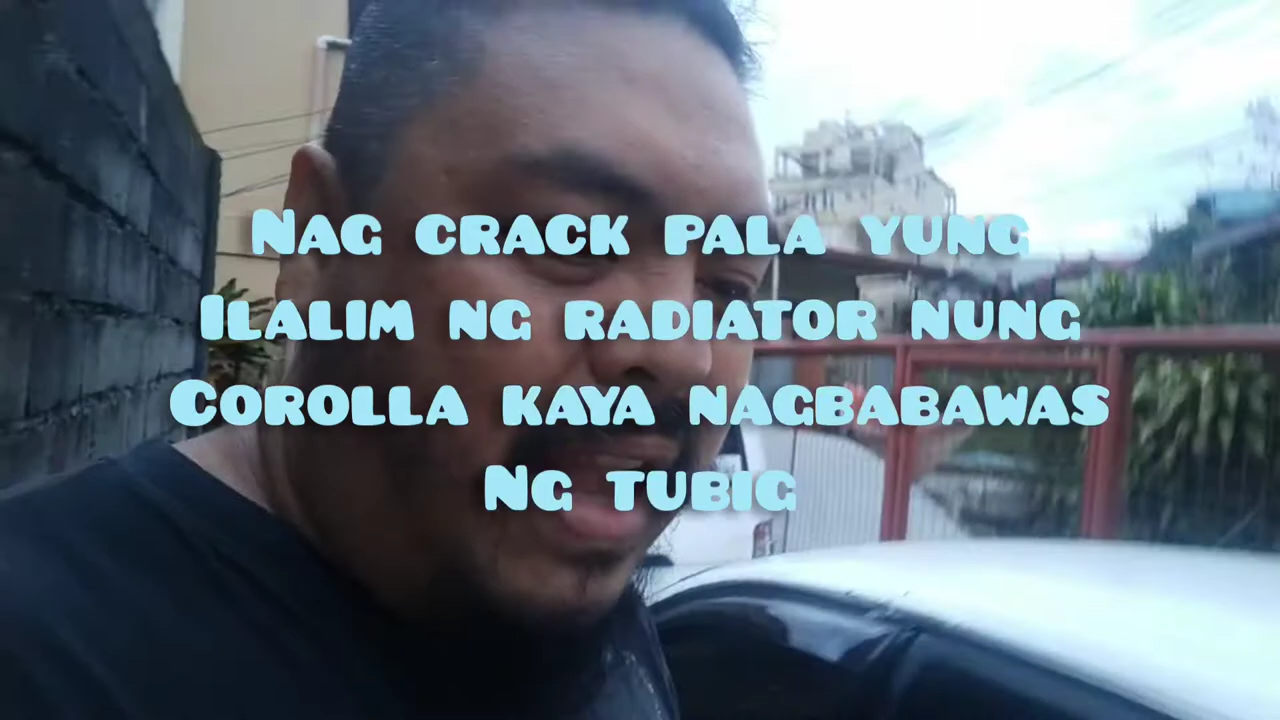 Nag crack pala yung
ilalim ng radiator nung
Corolla kaya nagbabawas
ng tubig